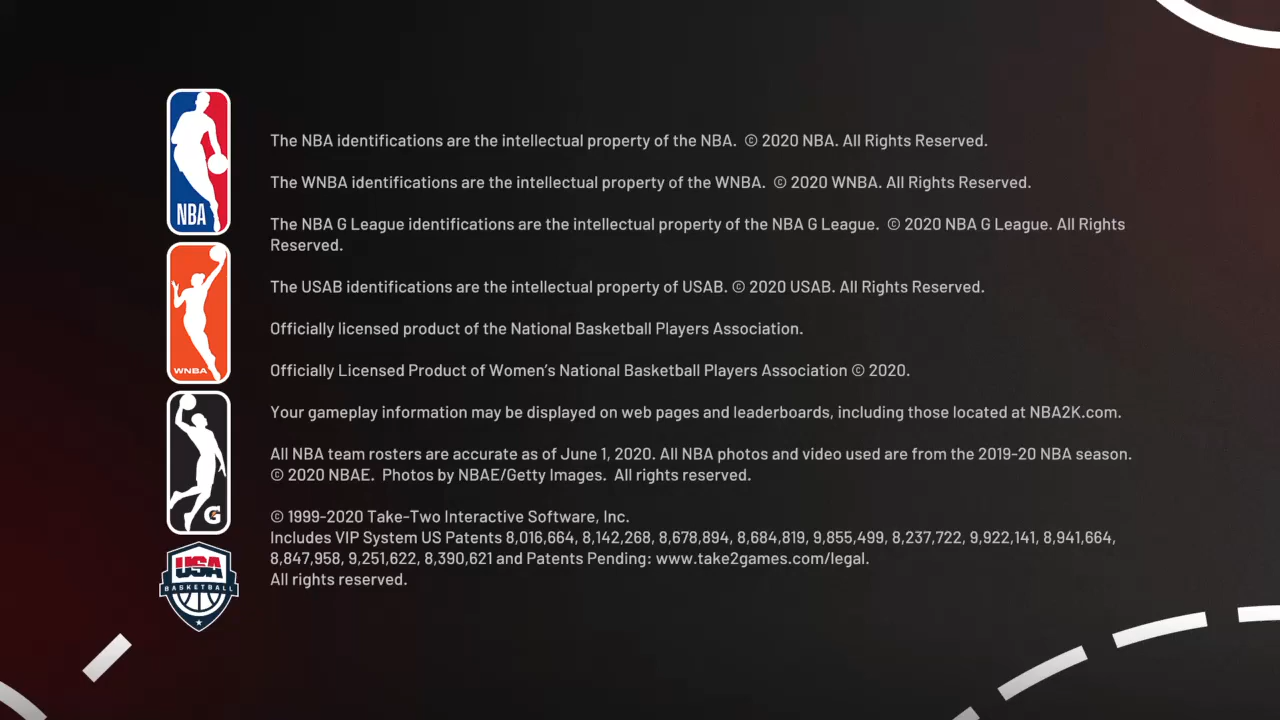 The NBA identifications are the intellectual property of the NBA.  © 2020 NBA. All Rights Reserved.
NBA
The WNBA identifications are the intellectual property of the WNBA.  © 2020 WNBA. All Rights Reserved.
The NBA G League identifications are the intellectual property of the NBA G League.  © 2020 NBA G League. All Rights
Reserved.
The USAB identifications are the intellectual property of USAB. © 2020 USAB. All Rights Reserved.
Officially licensed product of the National Basketball Players Association.
WNBA
Officially Licensed Product of Women’s National Basketball Players Association © 2020.
Your gameplay information may be displayed on web pages and leaderboards, including those located at NBA2K.com.
All NBA team rosters are accurate as of June 1, 2020. All NBA photos and video used are from the 2019-20 NBA season.
© 2020 NBAE.  Photos by NBAE/Getty Images.  All rights reserved.
G
© 1999-2020 Take-Two Interactive Software, Inc.
Includes VIP System US Patents 8,016,664, 8,142,268, 8,678,894, 8,684,819, 9,855,499, 8,237,722, 9,922,141, 8,941,664,
8,847,958, 9,251,622, 8,390,621 and Patents Pending: www.take2games.com/legal.
All rights reserved.
USA
BASKETBALL